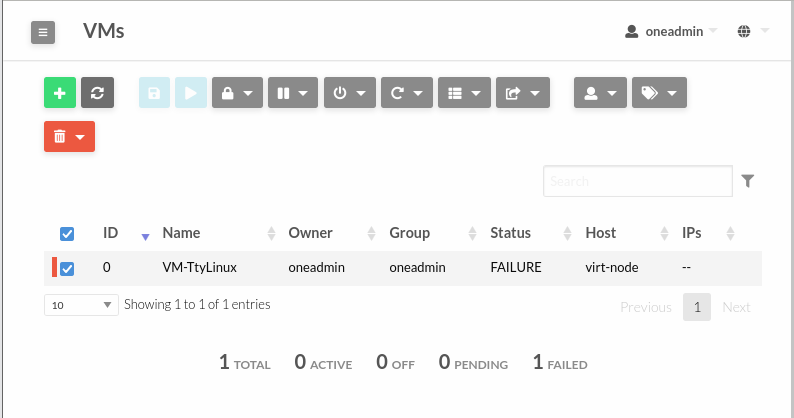 VMs
oneadmin
Search
ID Name Owner Group Status Host IPs
0 VM-TtyLinux oneadmin oneadmin FAILURE virt-node --
10 Showing 1 to 1 of 1 entries
Previous 1 Next
1 TOTAL 0 ACTIVE 0 OFF 0 PENDING 1 FAILED